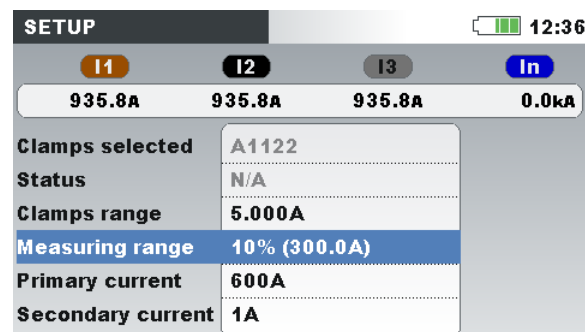 SETUP 12:36
I1 I2 I3 In
935.8A 935.8A 935.8A 0.0kA
Clamps selected A1122
Status N/A
Clamps range 5.000A
Measuring range 10% (300.0A)
Primary current 600A
Secondary current 1A